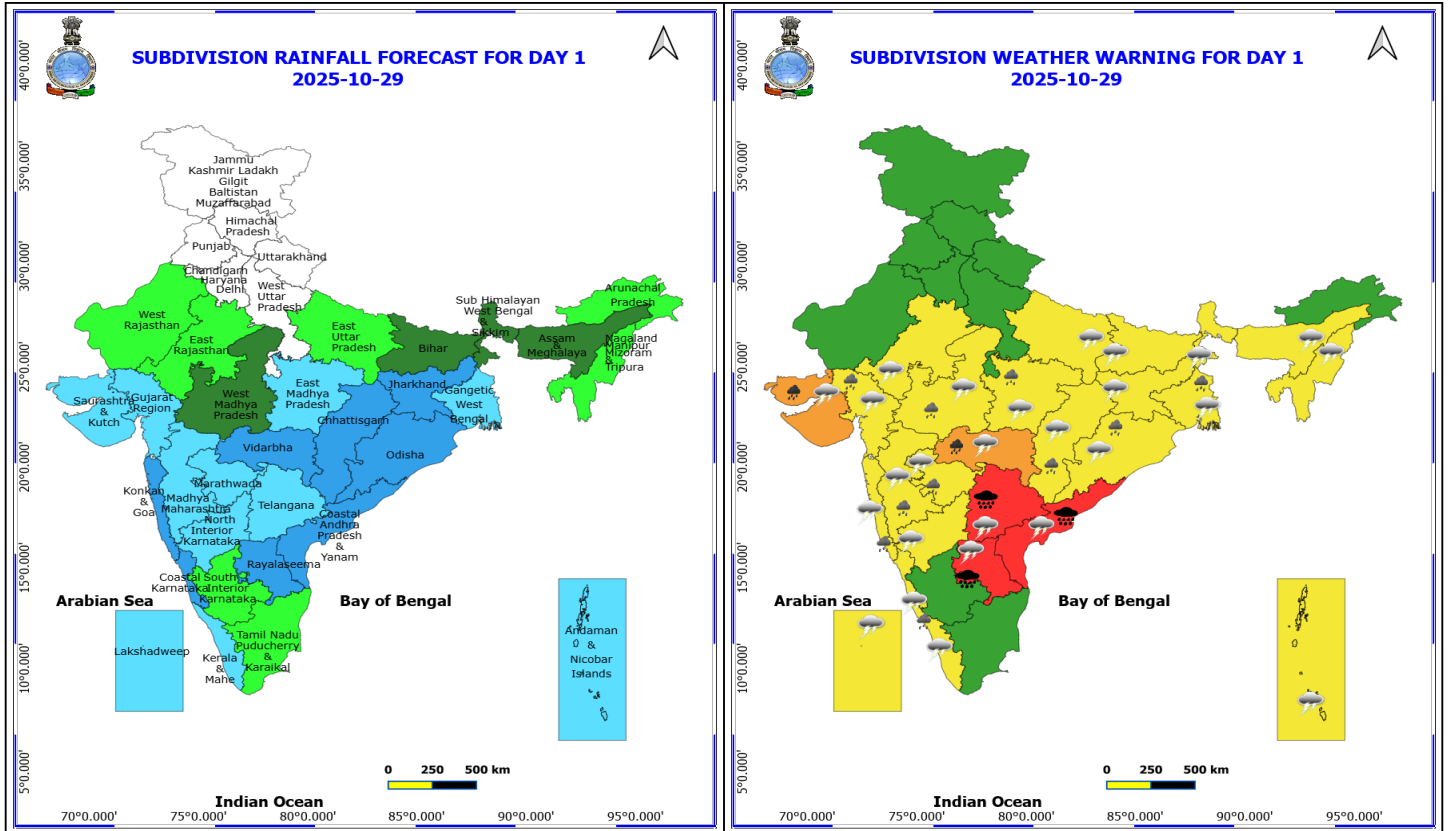 SUBDIVISION RAINFALL FORECAST FOR DAY 1
2025-10-29
40°0.000'
35°0.000'
30°0.000'
25°0.000'
20°0.000'
15°0.000'
10°0.000'
5°0.000'
Jammu
Kashmir Ladakh
Gilgit
Baltistan
Muzaffarabad
Himachal
Pradesh
Punjab
Uttarakhand
Chandigarh
Haryana
Delhi
West
Uttar
Pradesh
West
Rajasthan
East
Rajasthan
East
Uttar
Pradesh
Bihar
Sub Himalayan
West Bengal
&
Sikkim
Arunachal
Pradesh
Assam
&
Meghalaya
Nagaland
Manipur
Mizoram
&
Tripura
Saurashtra
&
Kutch
Gujarat
Region
West
Madhya
Pradesh
East
Madhya
Pradesh
Jharkhand
Gangetic
West
Bengal
Chhattisgarh
Vidarbha
Odisha
Konkan
&
Goa
Marathwada
Madhya
Maharashtra
North
Interior
Karnataka
Telangana
Coastal
Andhra
Pradesh
&
Yanam
Rayalaseema
Coastal
Karnataka
South
Interior
Karnataka
Arabian Sea
Bay of Bengal
Lakshadweep
Kerala
&
Mahe
Tamil Nadu
Puducherry
&
Karaikal
Andaman
&
Nicobar
Islands
0 250 500 km
Indian Ocean
70°0.000' 75°0.000' 80°0.000' 85°0.000' 90°0.000' 95°0.000'
SUBDIVISION WEATHER WARNING FOR DAY 1
2025-10-29
40°0.000'
35°0.000'
30°0.000'
25°0.000'
20°0.000'
15°0.000'
10°0.000'
5°0.000'
Arabian Sea
Bay of Bengal
0 250 500 km
Indian Ocean
70°0.000' 75°0.000' 80°0.000' 85°0.000' 90°0.000' 95°0.000'